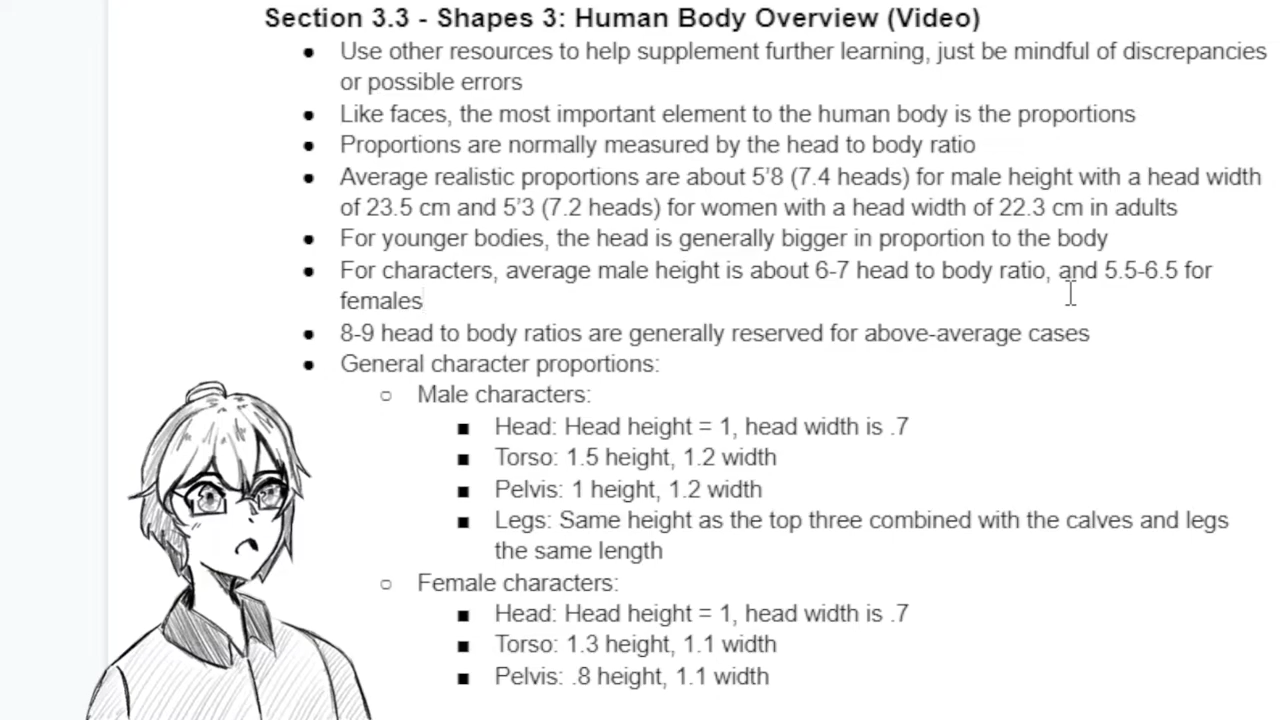 Section 3.3 - Shapes 3: Human Body Overview (Video)
● Use other resources to help supplement further learning, just be mindful of discrepancies
or possible errors
● Like faces, the most important element to the human body is the proportions
● Proportions are normally measured by the head to body ratio
● Average realistic proportions are about 5'8 (7.4 heads) for male height with a head width
of 23.5 cm and 5'3 (7.2 heads) for women with a head width of 22.3 cm in adults
● For younger bodies, the head is generally bigger in proportion to the body
● For characters, average male height is about 6-7 head to body ratio, and 5.5-6.5 for
females
● 8-9 head to body ratios are generally reserved for above-average cases
● General character proportions:
○ Male characters:
■ Head: Head height = 1, head width is .7
■ Torso: 1.5 height, 1.2 width
■ Pelvis: 1 height, 1.2 width
■ Legs: Same height as the top three combined with the calves and legs
the same length
○ Female characters:
■ Head: Head height = 1, head width is .7
■ Torso: 1.3 height, 1.1 width
■ Pelvis: .8 height, 1.1 width